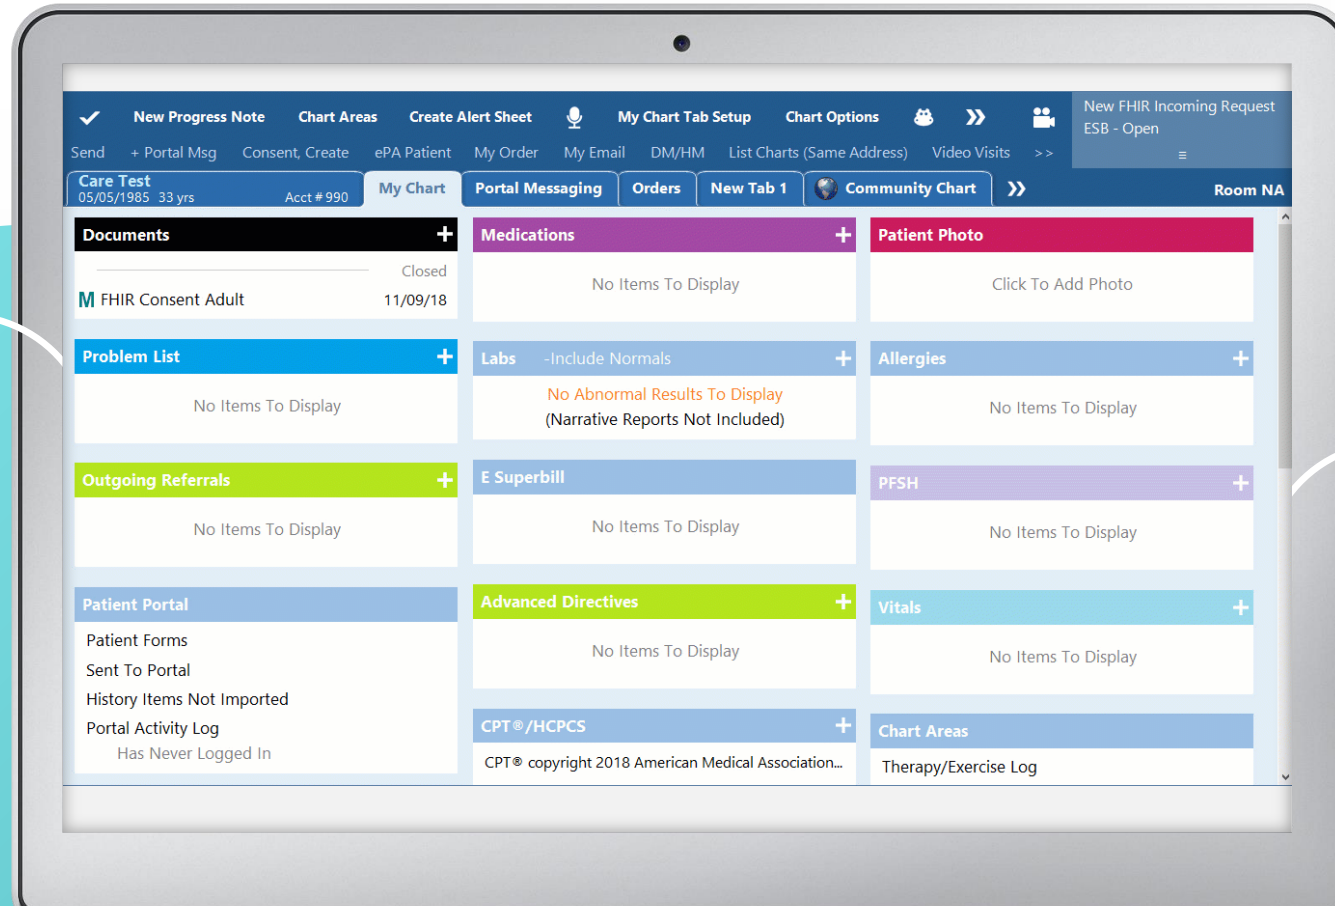 New Progress Note Chart Areas Create Alert Sheet My Chart Tab Setup Chart Options
New FHIR Incoming Request
ESB - Open
Send + Portal Msg Consent, Create ePA Patient My Order My Email DM/HM List Charts (Same Address) Video Visits >>
Care Test
05/05/1985 33 yrs Acct # 990
My Chart Portal Messaging Orders New Tab 1 Community Chart Room NA
Documents +
Closed
M FHIR Consent Adult 11/09/18
Problem List +
No Items To Display
Outgoing Referrals +
No Items To Display
Patient Portal
Patient Forms
Sent To Portal
History Items Not Imported
Portal Activity Log
Has Never Logged In
Medications +
No Items To Display
Labs -Include Normals +
No Abnormal Results To Display
(Narrative Reports Not Included)
E Superbill
No Items To Display
Advanced Directives +
No Items To Display
CPT®/HCPCS +
CPT® copyright 2018 American Medical Association...
Patient Photo
Click To Add Photo
Allergies +
No Items To Display
PFSH +
No Items To Display
Vitals +
No Items To Display
Chart Areas
Therapy/Exercise Log